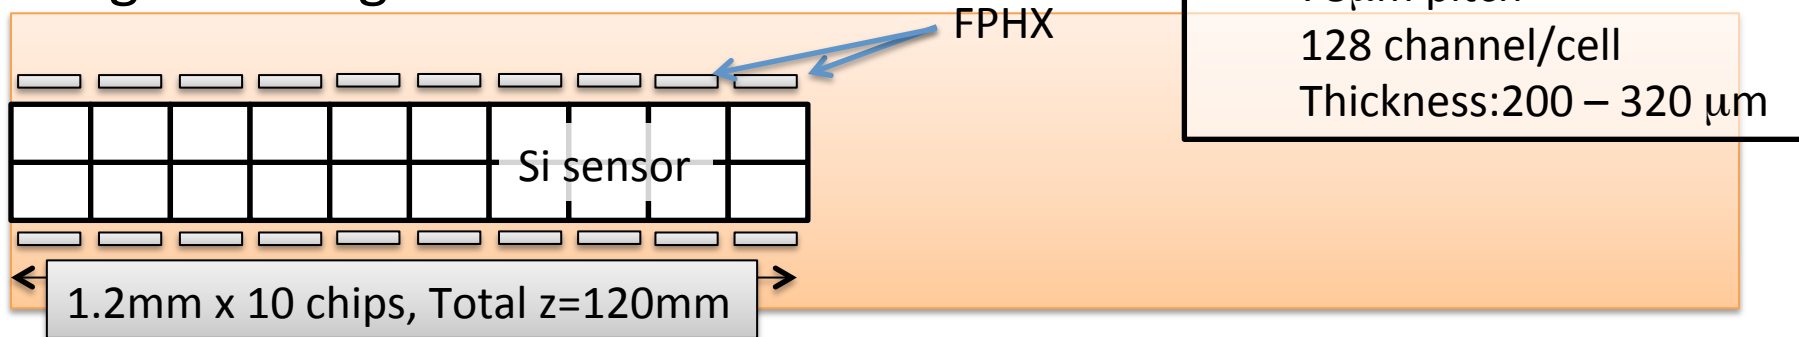 FPHX
128 channel/cell
Thickness:200 – 320 μm
Si sensor
1.2mm x 10 chips, Total z=120mm